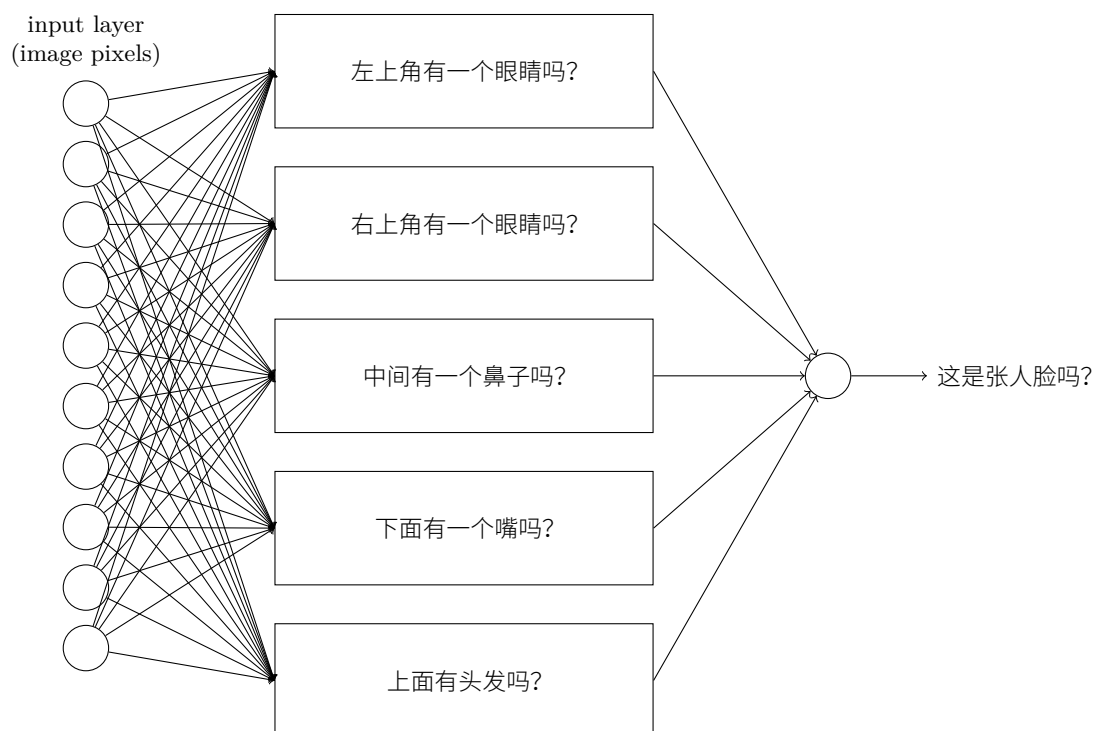 input layer
(image pixels)
左上角有一个眼睛吗？
右上角有一个眼睛吗？
中间有一个鼻子吗？
下面有一个嘴吗？
上面有头发吗？
这是张人脸吗？